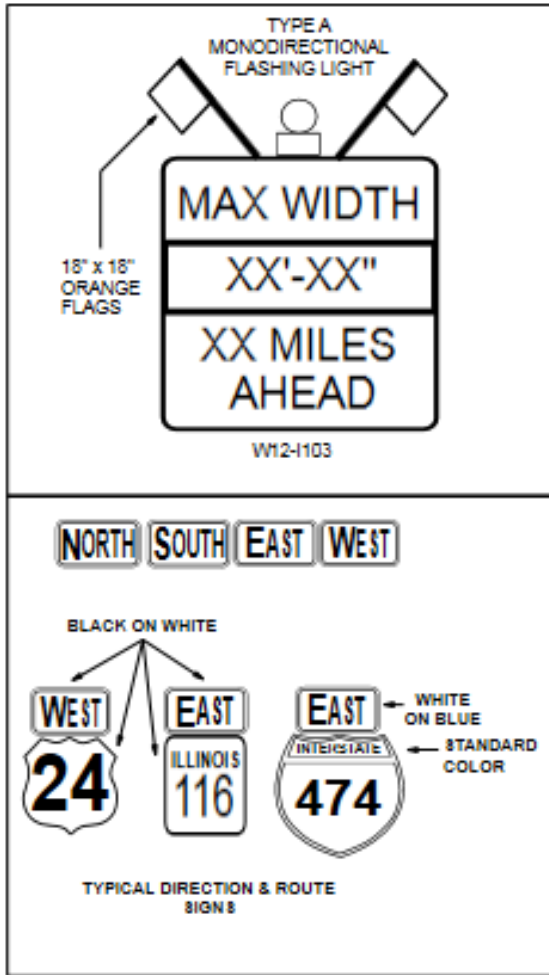 TYPE A
MONODIRECTIONAL
FLASHING LIGHT
MAX WIDTH
XX'-XX"
XX MILES
AHEAD
18" x 18"
ORANGE
FLAGS
W12-I103
NORTH SOUTH EAST WEST
BLACK ON WHITE
WEST EAST EAST
WHITE
ON BLUE
24
ILLINOIS
116
INTERSTATE
474
STANDARD
COLOR
TYPICAL DIRECTION & ROUTE
SIGNS